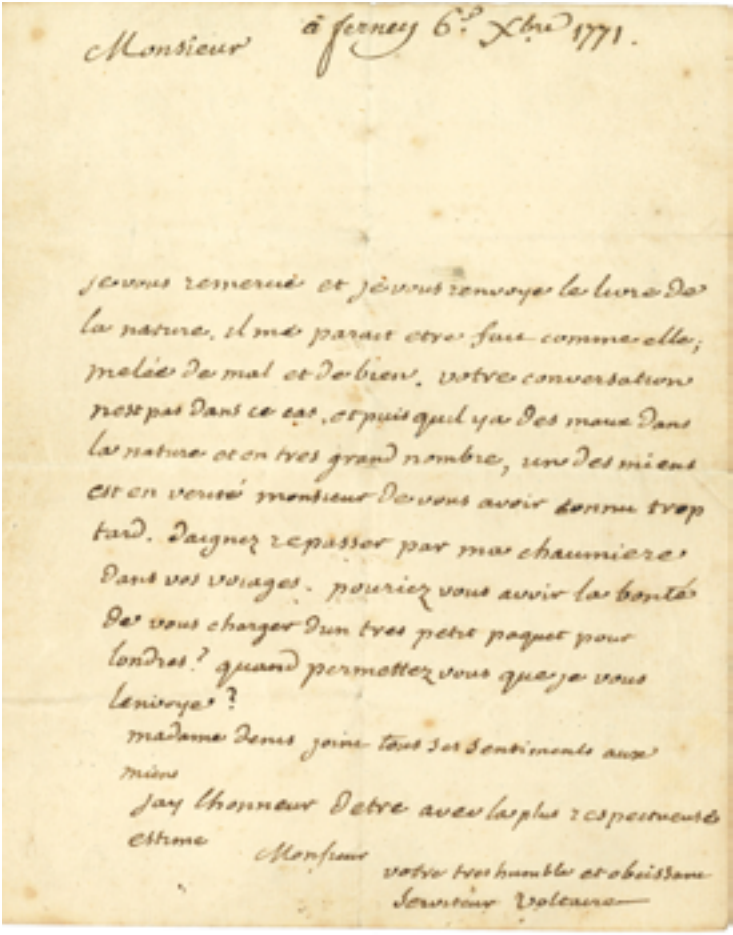 à ferney 6e. Xbre 1771.
Monsieur
je vous remercie et je vous renvoye le livre de
la nature. il me parait etre fait comme elle;
melée de mal et de bien. votre conversation
nest pas dans ce cas, et puis quil ya des maux dans
la nature et en tres grand nombre, un des miens
est en verité monsieur de vous avoir connu trop
tard. daignez repasser par ma chaumiere
dans vos voiages. pouriez vous avoir la bonté
de vous charger dun tres petit paquet pour
londres? quand permettez vous que je vous
lenvoye?
madame denis joint tous ses sentiments aux
miens
jay lhonneur detre avec la plus respectueuse
estime
Monsieur
votre tres humble et obeissant
serviteur Voltaire